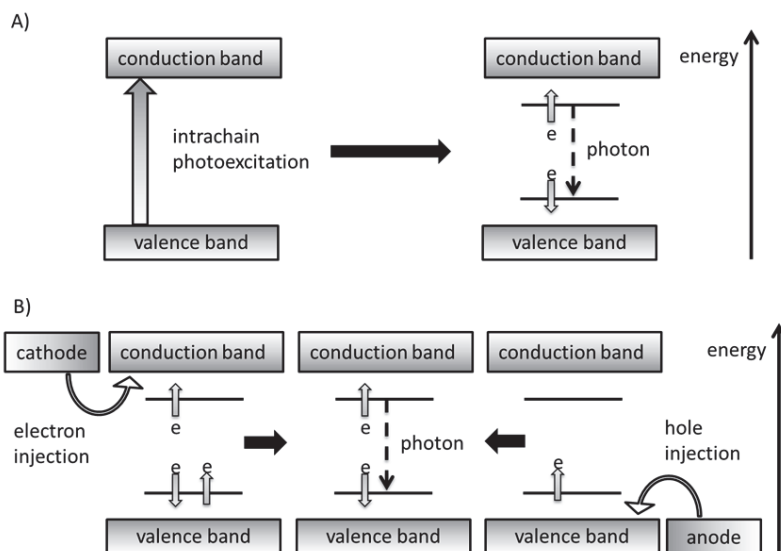 A)
conduction band
conduction band
energy
intrachain
photoexcitation
e
photon
e
valence band
valence band
B)
cathode
conduction band
conduction band
conduction band
energy
electron
injection
e
e
photon
hole
injection
e
e
e
e
valence band
valence band
valence band
anode